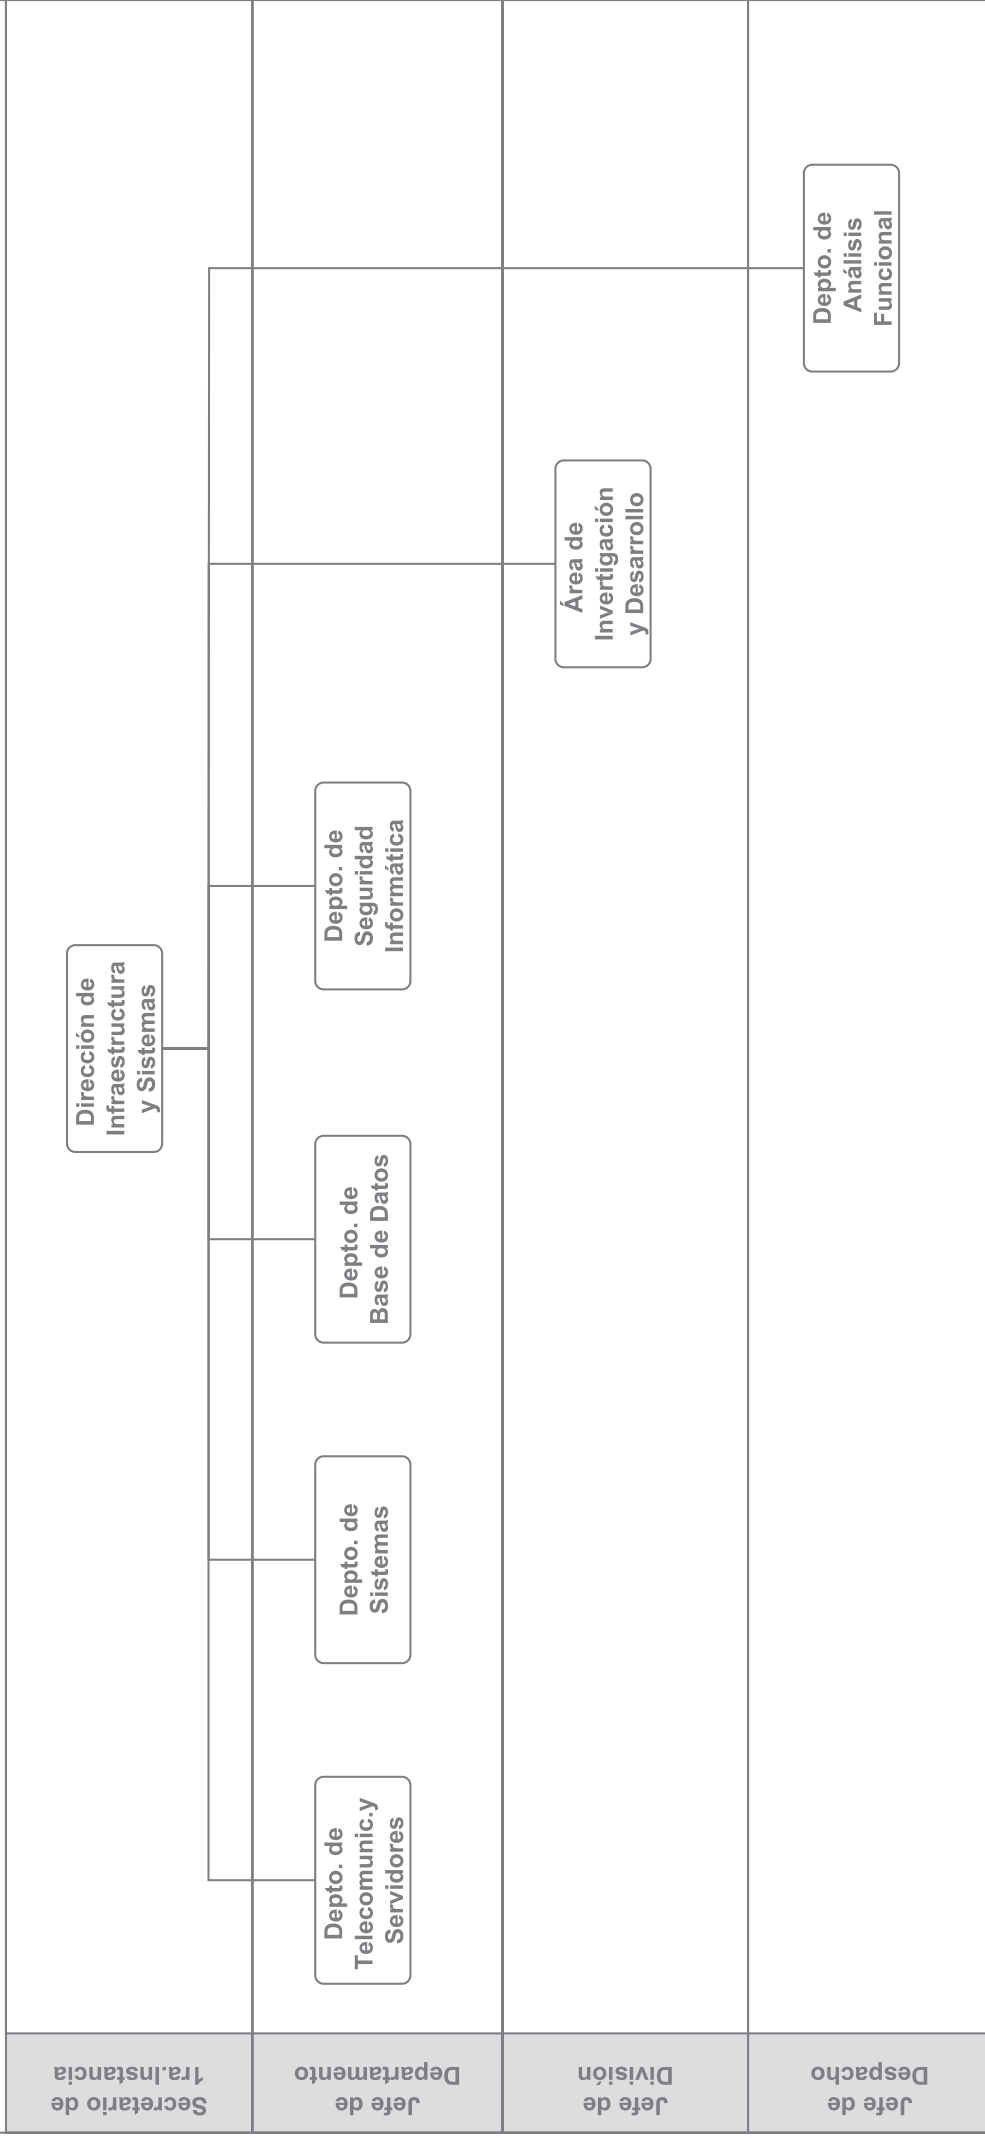 Secretario de
1ra.Instancia
Dirección de
Infraestructura
y Sistemas
Jefe de
Departamento
Depto. de
Telecomunic.y
Servidores
Depto. de
Sistemas
Depto. de
Base de Datos
Depto. de
Seguridad
Informática
Jefe de
División
Área de
Invertigación
y Desarrollo
Jefe de
Despacho
Depto. de
Análisis
Funcional